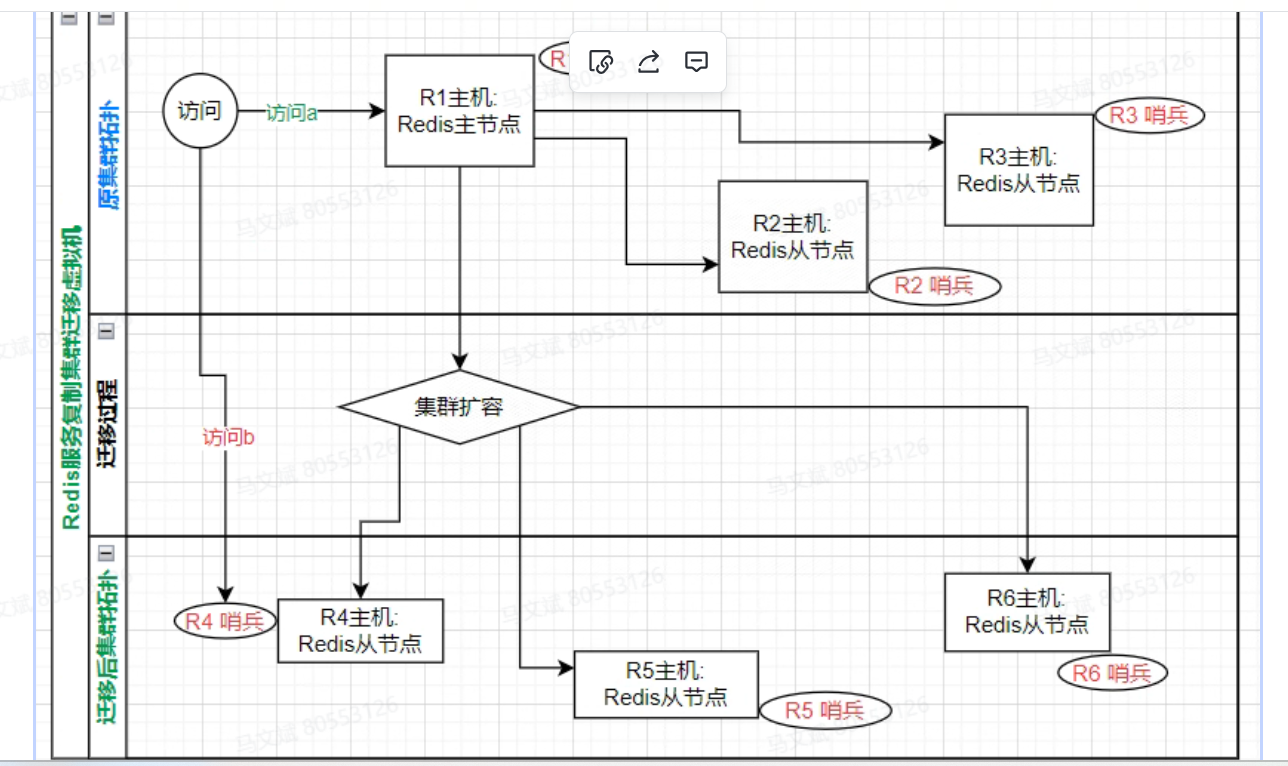 Redis服务复制集群迁移虚拟机
原集群拓扑
访问
访问a
R1主机:
Redis主节点
R
R3 哨兵
R3主机:
Redis从节点
R2主机:
Redis从节点
R2 哨兵
迁移过程
集群扩容
访问b
迁移后集群拓扑
R4 哨兵
R4主机:
Redis从节点
R5主机:
Redis从节点
R5 哨兵
R6主机:
Redis从节点
R6 哨兵
马文斌 80553126